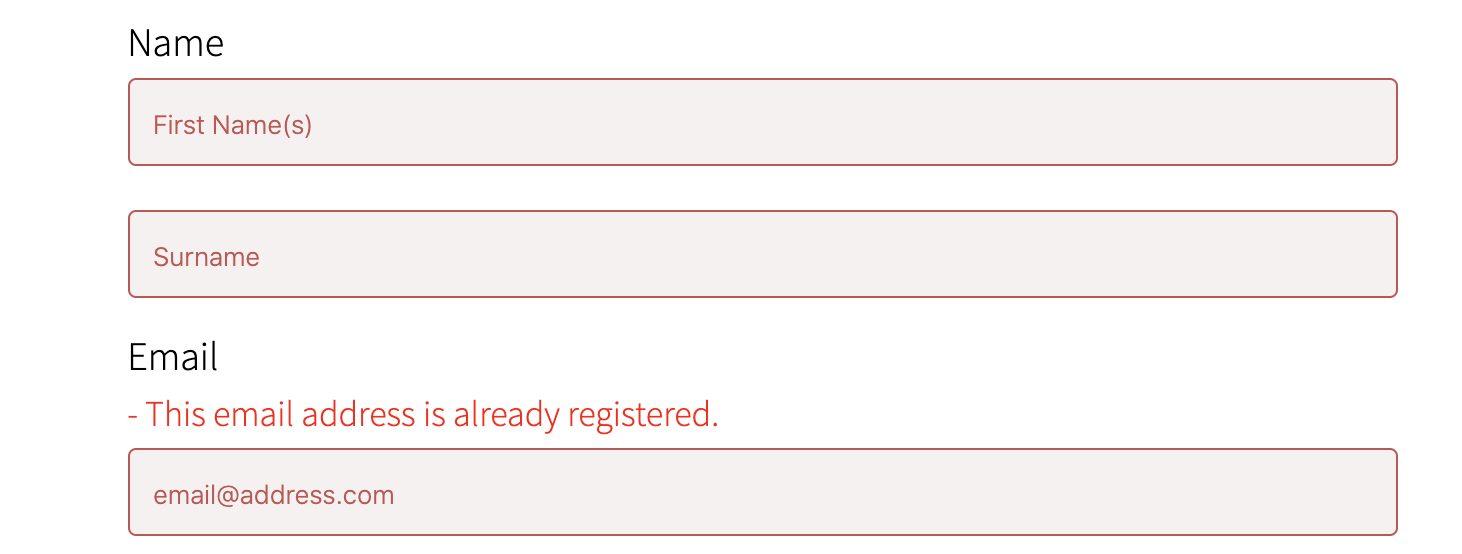 Name
First Name(s)
Surname
Email
- This email address is already registered.
email@address.com